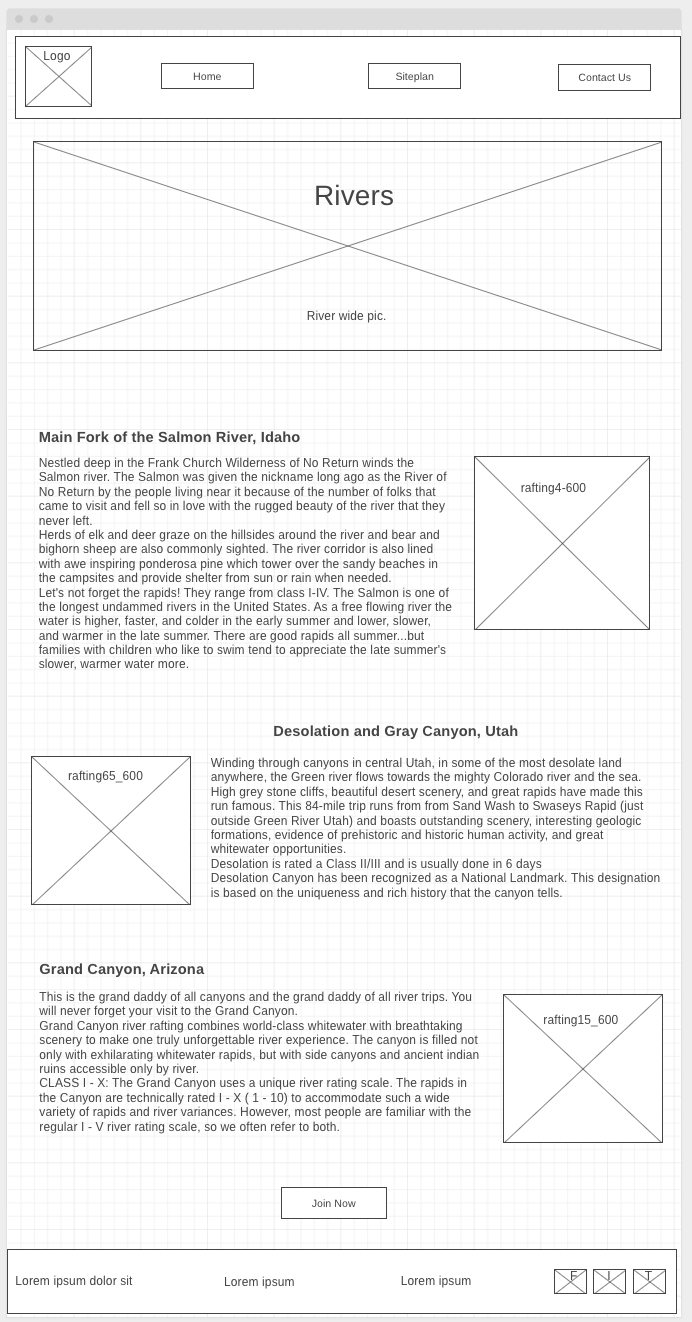 Logo
Home
Siteplan
Contact Us
Rivers
River wide pic.
Main Fork of the Salmon River, Idaho
Nestled deep in the Frank Church Wilderness of No Return winds the
Salmon river. The Salmon was given the nickname long ago as the River of
No Return by the people living near it because of the number of folks that
came to visit and fell so in love with the rugged beauty of the river that they
never left.
Herds of elk and deer graze on the hillsides around the river and bear and
bighorn sheep are also commonly sighted. The river corridor is also lined
with awe inspiring ponderosa pine which tower over the sandy beaches in
the campsites and provide shelter from sun or rain when needed.
Let's not forget the rapids! They range from class I-IV. The Salmon is one of
the longest undammed rivers in the United States. As a free flowing river the
water is higher, faster, and colder in the early summer and lower, slower,
and warmer in the late summer. There are good rapids all summer...but
families with children who like to swim tend to appreciate the late summer's
slower, warmer water more.
rafting4-600
Desolation and Gray Canyon, Utah
rafting65_600
Winding through canyons in central Utah, in some of the most desolate land
anywhere, the Green river flows towards the mighty Colorado river and the sea.
High grey stone cliffs, beautiful desert scenery, and great rapids have made this
run famous. This 84-mile trip runs from from Sand Wash to Swaseys Rapid (just
outside Green River Utah) and boasts outstanding scenery, interesting geologic
formations, evidence of prehistoric and historic human activity, and great
whitewater opportunities.
Desolation is rated a Class II/III and is usually done in 6 days
Desolation Canyon has been recognized as a National Landmark. This designation
is based on the uniqueness and rich history that the canyon tells.
Grand Canyon, Arizona
This is the grand daddy of all canyons and the grand daddy of all river trips. You
will never forget your visit to the Grand Canyon.
Grand Canyon river rafting combines world-class whitewater with breathtaking
scenery to make one truly unforgettable river experience. The canyon is filled not
only with exhilarating whitewater rapids, but with side canyons and ancient indian
ruins accessible only by river.
CLASS I - X: The Grand Canyon uses a unique river rating scale. The rapids in
the Canyon are technically rated I - X ( 1 - 10) to accommodate such a wide
variety of rapids and river variances. However, most people are familiar with the
regular I - V river rating scale, so we often refer to both.
rafting15_600
Join Now
Lorem ipsum dolor sit
Lorem ipsum
Lorem ipsum
F
I
T